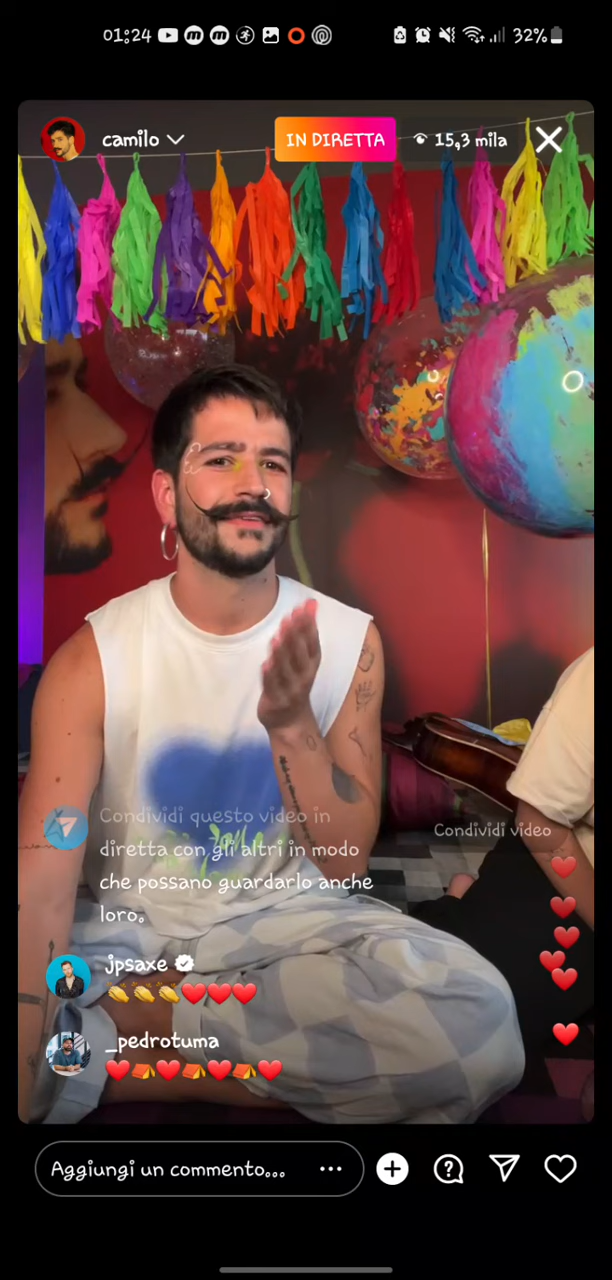 01:24
32%
camilo
IN DIRETTA
15,3 mila
Condividi questo video in
diretta con gli altri in modo
che possano guardarlo anche
loro.
Condividi video
jpsaxe
👏👏👏❤️❤️❤️
_pedrotuma
❤️⛺❤️⛺❤️⛺❤️
Aggiungi un commento...